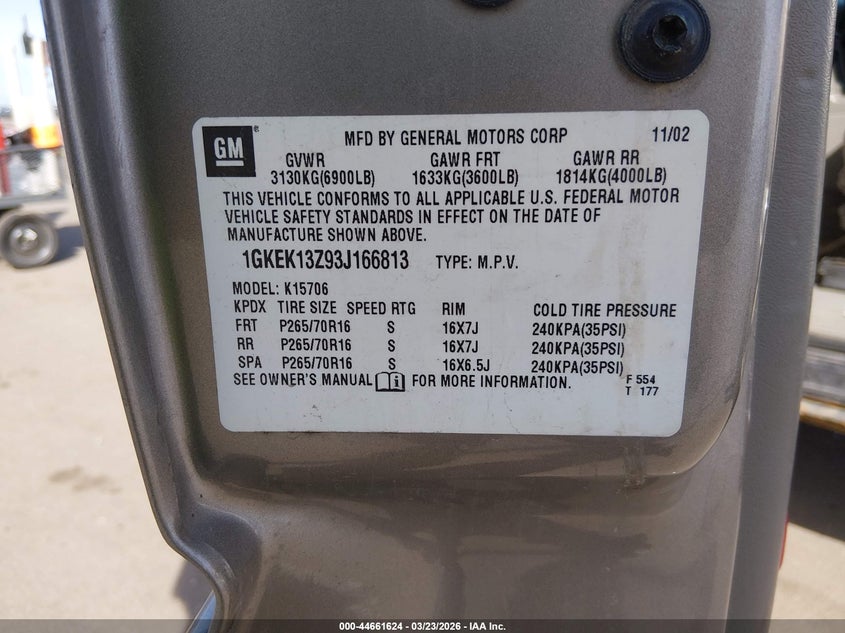 GM ®
MFD BY GENERAL MOTORS CORP 11/02
GVWR GAWR FRT GAWR RR
3130KG(6900LB) 1633KG(3600LB) 1814KG(4000LB)
THIS VEHICLE CONFORMS TO ALL APPLICABLE U.S. FEDERAL MOTOR
VEHICLE SAFETY STANDARDS IN EFFECT ON THE DATE OF
MANUFACTURE SHOWN ABOVE.
1GKEK13Z93J166813 TYPE: M.P.V.
MODEL: K15706
KPDX TIRE SIZE SPEED RTG RIM COLD TIRE PRESSURE
FRT P265/70R16 S 16X7J 240KPA(35PSI)
RR P265/70R16 S 16X7J 240KPA(35PSI)
SPA P265/70R16 S 16X6.5J 240KPA(35PSI)
SEE OWNER'S MANUAL FOR MORE INFORMATION. F 554
T 177
000-44661624 / 03/23/2026 - IAA Inc.